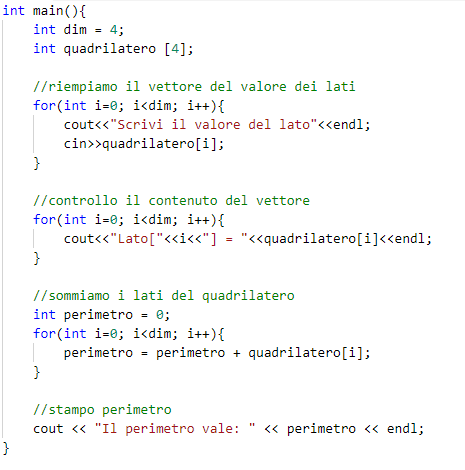 int main(){
    int dim = 4;
    int quadrilatero [4];

    //riempiamo il vettore del valore dei lati
    for(int i=0; i<dim; i++){
        cout<<"Scrivi il valore del lato"<<endl;
        cin>>quadrilatero[i];
    }

    //controllo il contenuto del vettore
    for(int i=0; i<dim; i++){
        cout<<"Lato["<<i<<"] = "<<quadrilatero[i]<<endl;
    }

    //sommiamo i lati del quadrilatero
    int perimetro = 0;
    for(int i=0; i<dim; i++){
        perimetro = perimetro + quadrilatero[i];
    }

    //stampo perimetro
    cout << "Il perimetro vale: " << perimetro << endl;
}